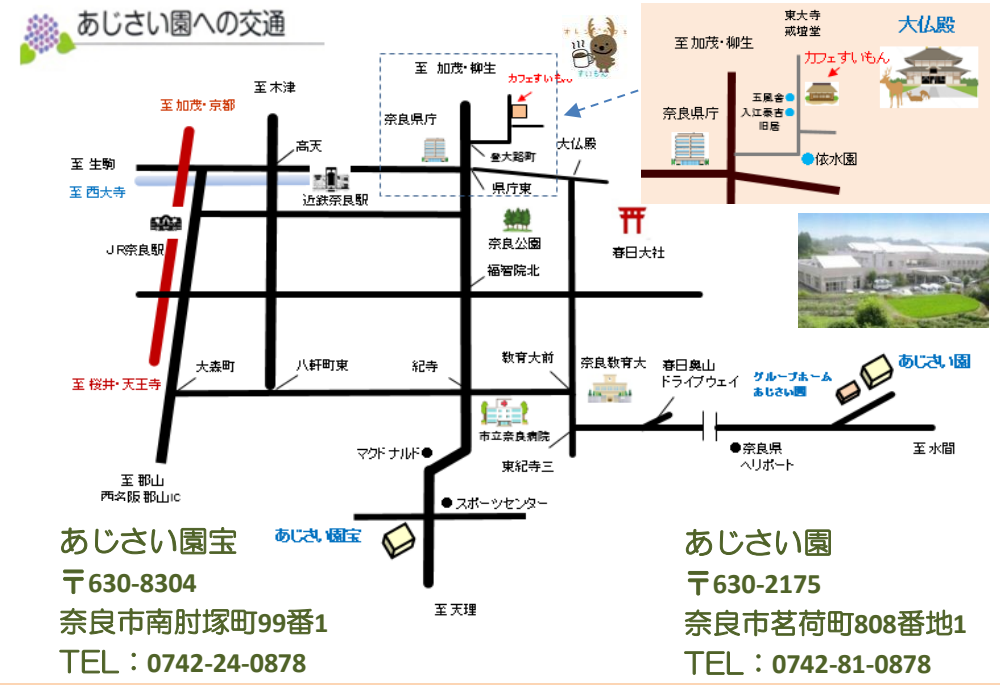 あじさい園への交通
オレンジカフェ
すいもん
至 加茂・柳生
カフェすいもん
奈良県庁
登大路町
県庁東
大仏殿
東大寺
戒壇堂
大仏殿
至 加茂・柳生
カフェすいもん
五風舎
入江泰吉
旧居
奈良県庁
依水園
至 加茂・京都
至 木津
高天
至 生駒
至 西大寺
近鉄奈良駅
JR奈良駅
奈良公園
春日大社
福智院北
至 桜井・天王寺
大森町
八軒町東
紀寺
教育大前
奈良教育大
春日奥山
ドライブウェイ
グループホーム
あじさい園
あじさい園
市立奈良病院
マクドナルド
東紀寺三
奈良県
ヘリポート
至 水間
至 郡山
西名阪 郡山IC
スポーツセンター
あじさい園宝
至 天理
あじさい園宝
〒630-8304
奈良市南肘塚町99番1
TEL：0742-24-0878
あじさい園
〒630-2175
奈良市茗荷町808番地1
TEL：0742-81-0878